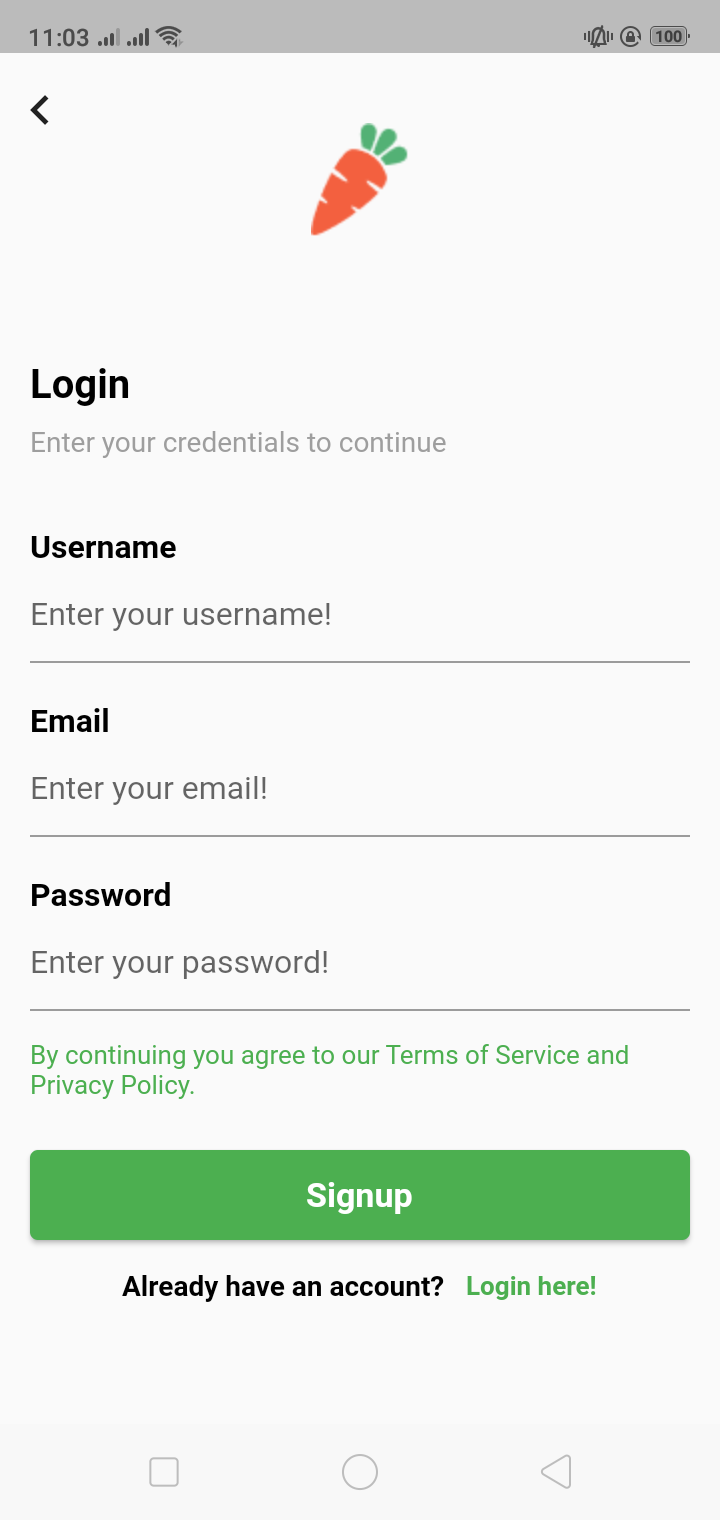 11:03 100
Login
Enter your credentials to continue
Username
Enter your username!
Email
Enter your email!
Password
Enter your password!
By continuing you agree to our Terms of Service and
Privacy Policy.
Signup
Already have an account? Login here!